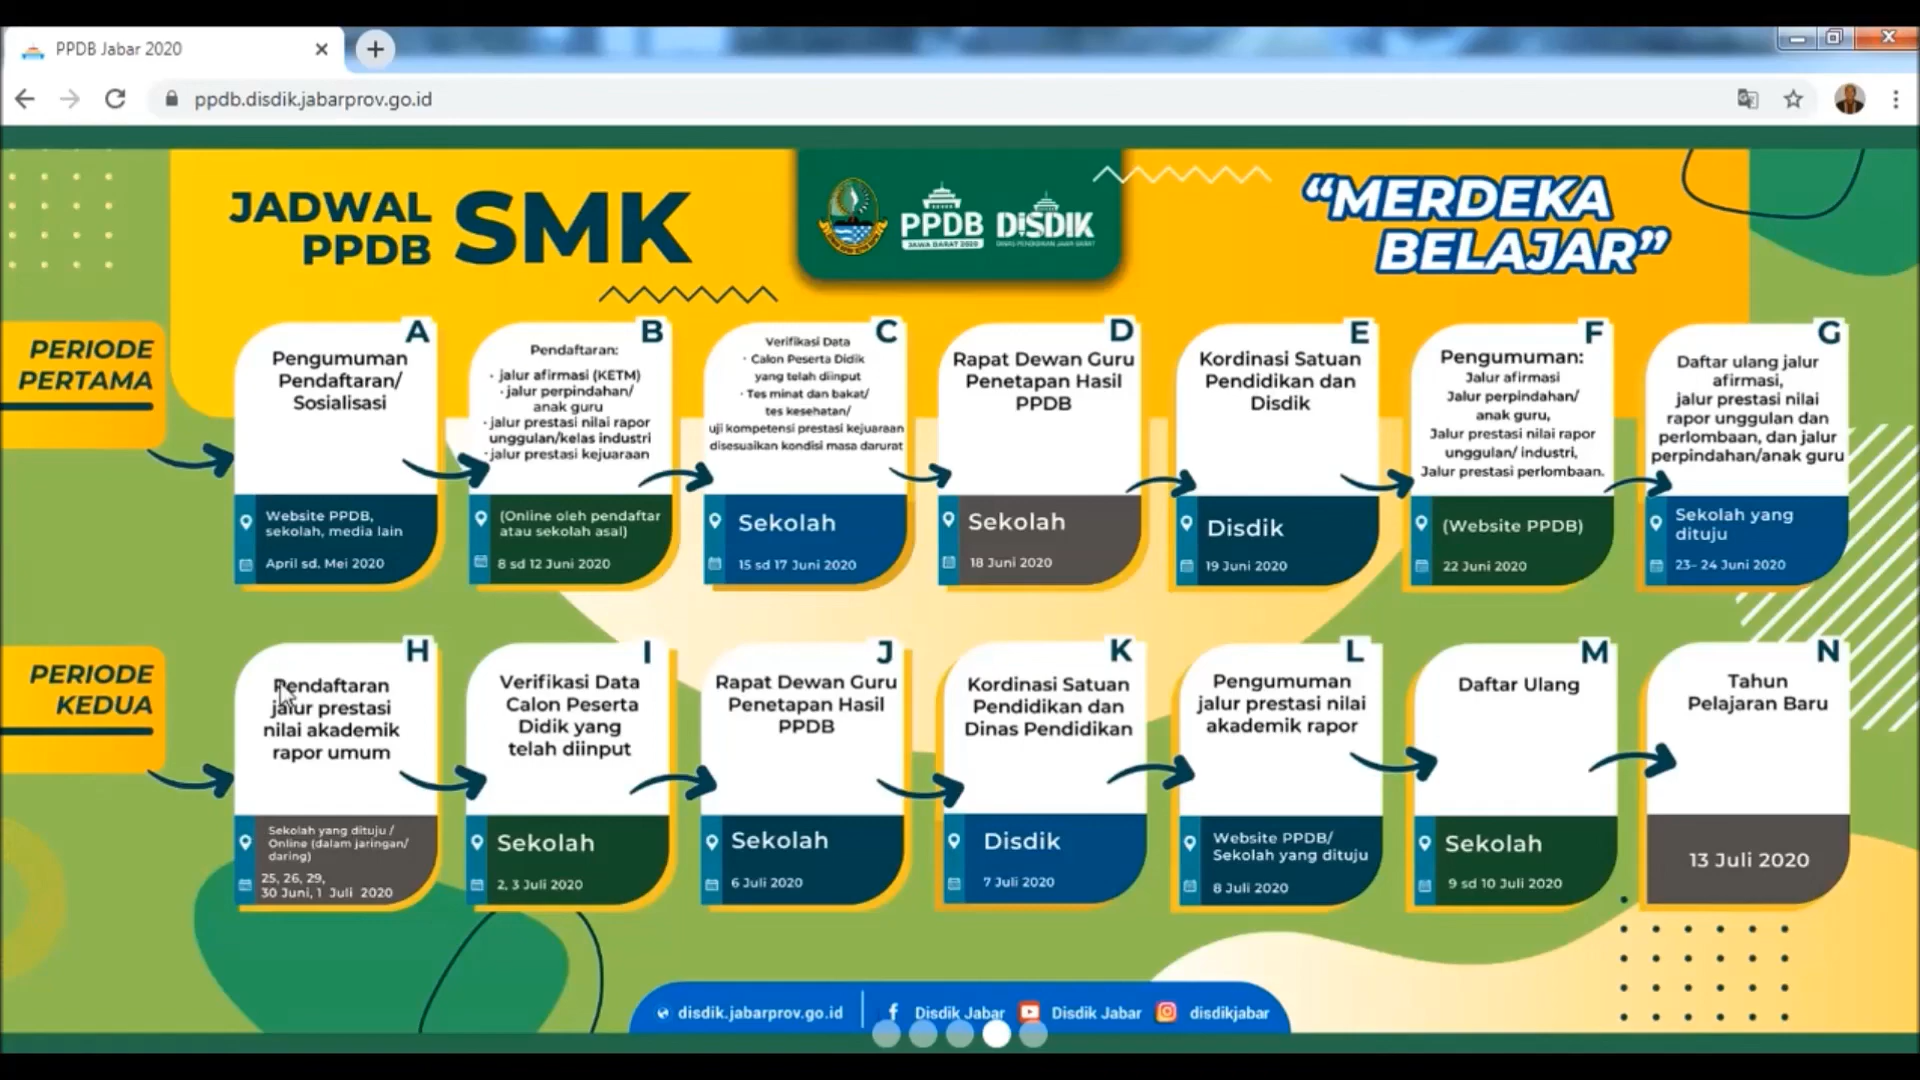 PPDB Jabar 2020
ppdb.disdik.jabarprov.go.id
JADWAL
PPDB
SMK
PPDB
JAWA BARAT 2020
DISDIK
DINAS PENDIDIKAN JAWA BARAT
“MERDEKA
BELAJAR”
PERIODE
PERTAMA
A
Pengumuman
Pendaftaran/
Sosialisasi
Website PPDB,
sekolah, media lain
April sd. Mei 2020
B
Pendaftaran:
- jalur afirmasi (KETM)
- jalur perpindahan/
anak guru
- jalur prestasi nilai rapor
unggulan/kelas industri
- jalur prestasi kejuaraan
(Online oleh pendaftar
atau sekolah asal)
8 sd 12 Juni 2020
C
Verifikasi Data
- Calon Peserta Didik
yang telah diinput
- Tes minat dan bakat/
tes kesehatan/
uji kompetensi prestasi kejuaraan
disesuaikan kondisi masa darurat
Sekolah
15 sd 17 Juni 2020
D
Rapat Dewan Guru
Penetapan Hasil
PPDB
Sekolah
18 Juni 2020
E
Kordinasi Satuan
Pendidikan dan
Disdik
Disdik
19 Juni 2020
F
Pengumuman:
Jalur afirmasi
Jalur perpindahan/
anak guru,
Jalur prestasi nilai rapor
unggulan/ industri,
Jalur prestasi perlombaan.
(Website PPDB)
22 Juni 2020
G
Daftar ulang jalur
afirmasi,
jalur prestasi nilai
rapor unggulan dan
perlombaan, dan jalur
perpindahan/anak guru
Sekolah yang
dituju
23- 24 Juni 2020
PERIODE
KEDUA
H
Pendaftaran
jalur prestasi
nilai akademik
rapor umum
Sekolah yang dituju /
Online (dalam jaringan/
daring)
25, 26, 29,
30 Juni, 1 Juli 2020
I
Verifikasi Data
Calon Peserta
Didik yang
telah diinput
Sekolah
2, 3 Juli 2020
J
Rapat Dewan Guru
Penetapan Hasil
PPDB
Sekolah
6 Juli 2020
K
Kordinasi Satuan
Pendidikan dan
Dinas Pendidikan
Disdik
7 Juli 2020
L
Pengumuman
jalur prestasi nilai
akademik rapor
Website PPDB/
Sekolah yang dituju
8 Juli 2020
M
Daftar Ulang
Sekolah
9 sd 10 Juli 2020
N
Tahun
Pelajaran Baru
13 Juli 2020
disdik.jabarprov.go.id
Disdik Jabar
Disdik Jabar
disdikjabar